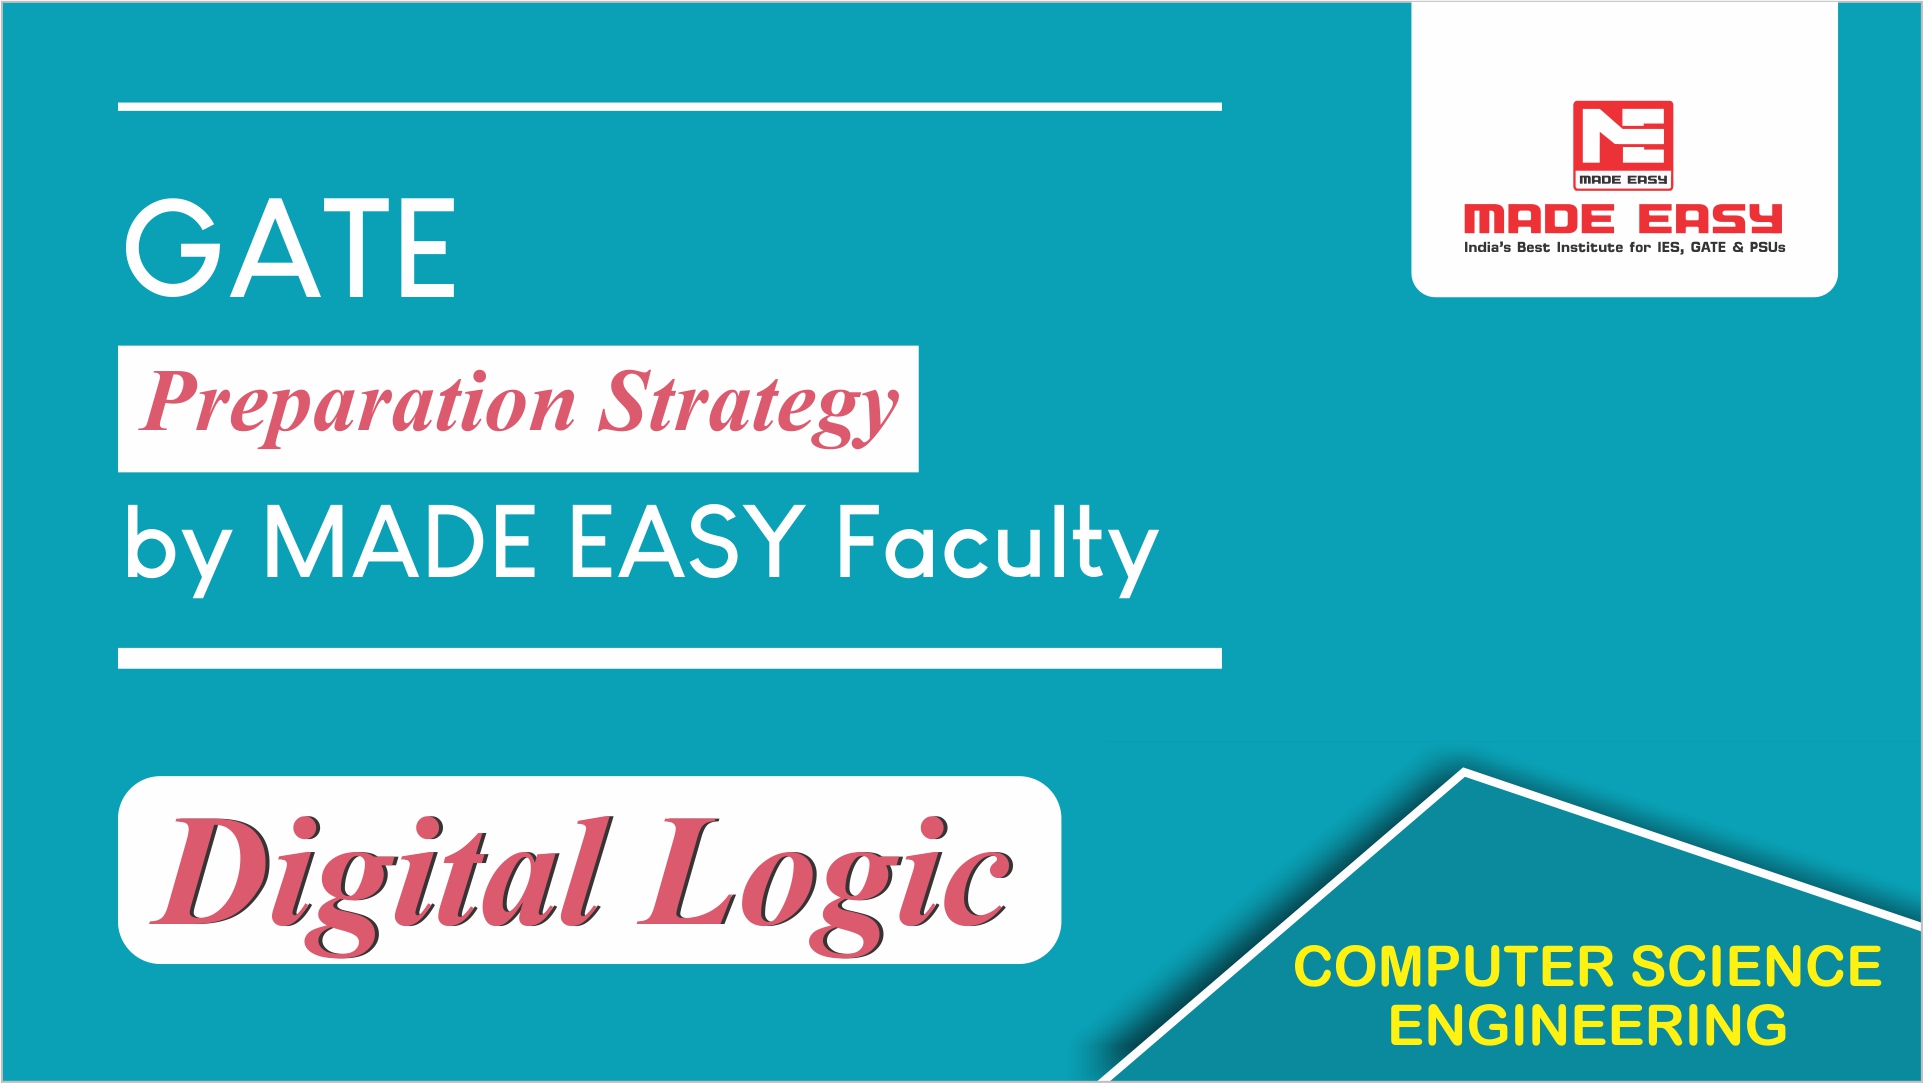 MADE EASY
MADE EASY
India's Best Institute for IES, GATE & PSUs
GATE
Preparation Strategy
by MADE EASY Faculty
Digital Logic
COMPUTER SCIENCE
ENGINEERING